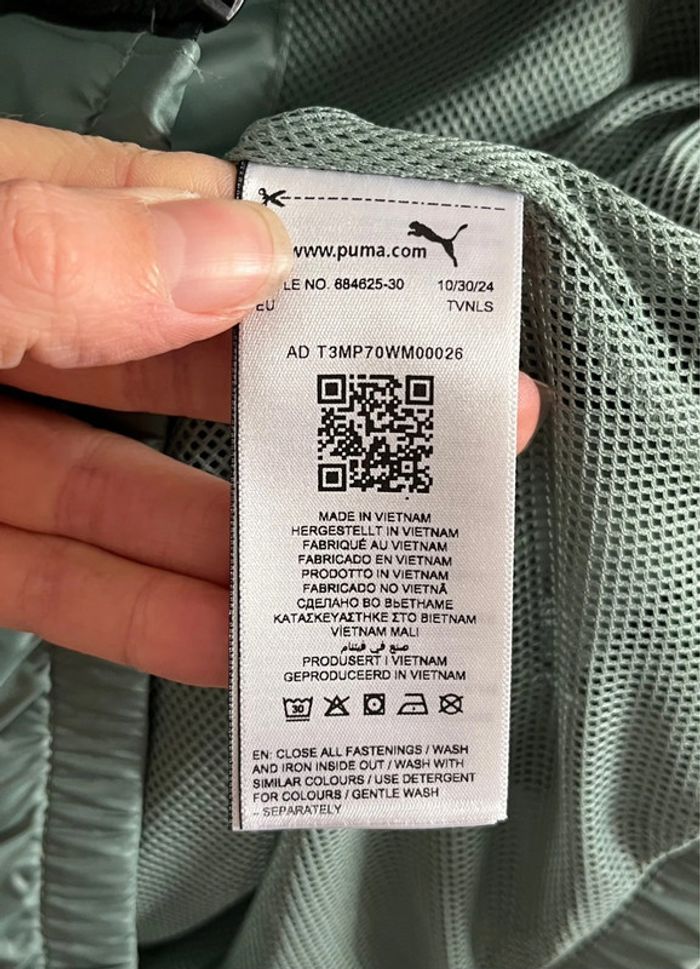 www.puma.com
LE NO. 684625-30 10/30/24
EU TVNLS
AD T3MP70WM00026
MADE IN VIETNAM
HERGESTELLT IN VIETNAM
FABRIQUÉ AU VIETNAM
FABRICADO EN VIETNAM
PRODOTTO IN VIETNAM
FABRICADO NO VIETNÃ
СДЕЛАНО ВО ВЬЕТНАМЕ
ΚΑΤΑΣΚΕΥΑΣΤΗΚΕ ΣΤΟ ΒΙΕΤΝΑΜ
VİETNAM MALI
صنع في فيتنام
PRODUSERT I VIETNAM
GEPRODUCEERD IN VIETNAM
30
EN: CLOSE ALL FASTENINGS / WASH
AND IRON INSIDE OUT / WASH WITH
SIMILAR COLOURS / USE DETERGENT
FOR COLOURS / GENTLE WASH
- SEPARATELY